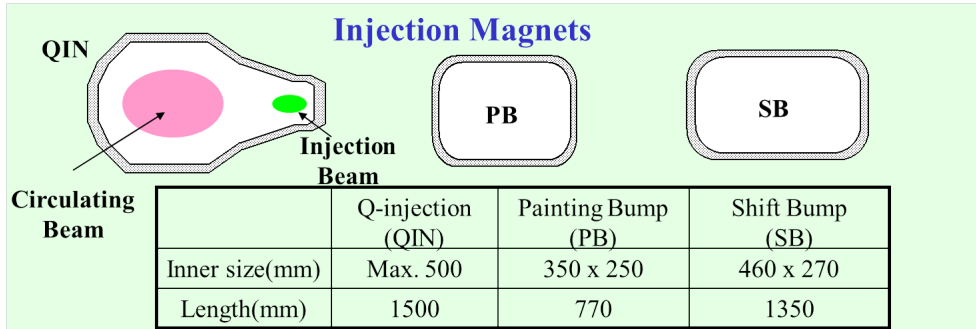 Injection Magnets
QIN
PB
SB
Injection
Beam
Circulating
Beam
Q-injection
(QIN)
Painting Bump
(PB)
Shift Bump
(SB)
Inner size(mm) Max. 500 350 x 250 460 x 270
Length(mm) 1500 770 1350